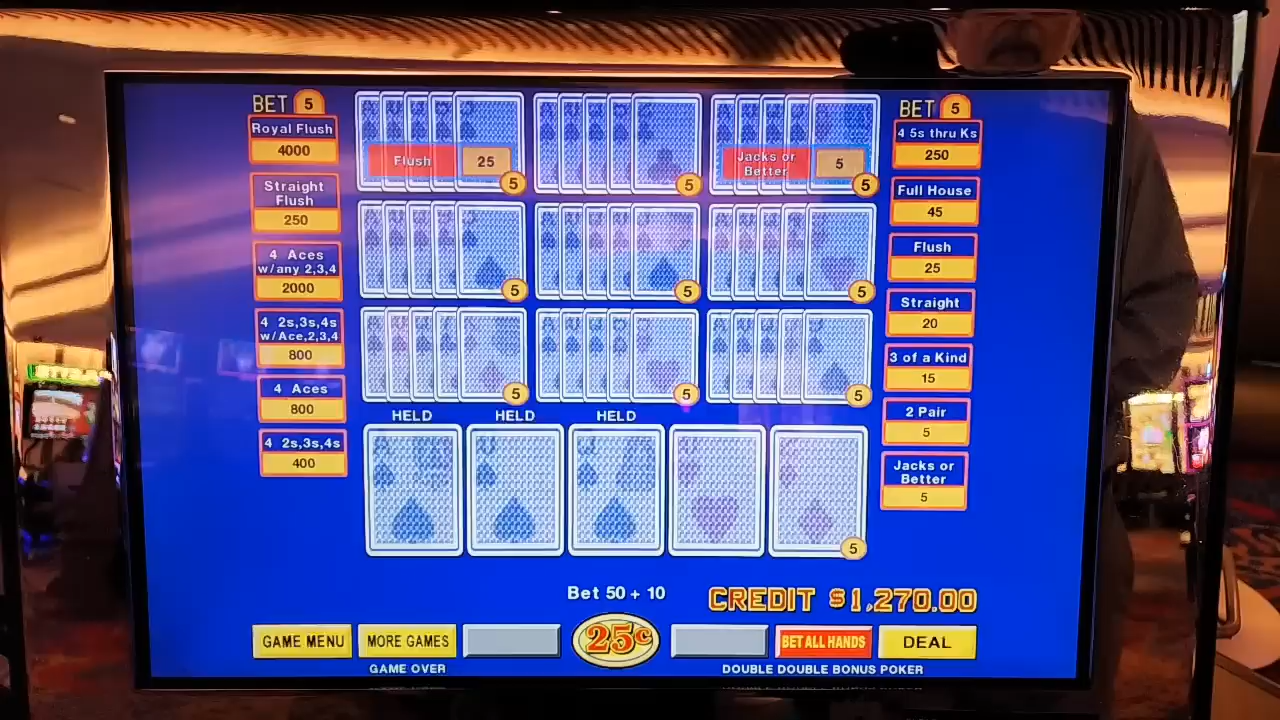 BET 5
Royal Flush
4000
Straight
Flush
250
4 Aces
w/any 2,3,4
2000
4 2s,3s,4s
w/Ace,2,3,4
800
4 Aces
800
4 2s,3s,4s
400
Flush 25
5
5
Jacks or
Better
5
5
5
5
5
5
5
5
HELD HELD HELD
5
BET 5
4 5s thru Ks
250
Full House
45
Flush
25
Straight
20
3 of a Kind
15
2 Pair
5
Jacks or
Better
5
Bet 50 + 10
CREDIT $1,270.00
GAME MENU MORE GAMES 25¢ BET ALL HANDS DEAL
GAME OVER DOUBLE DOUBLE BONUS POKER